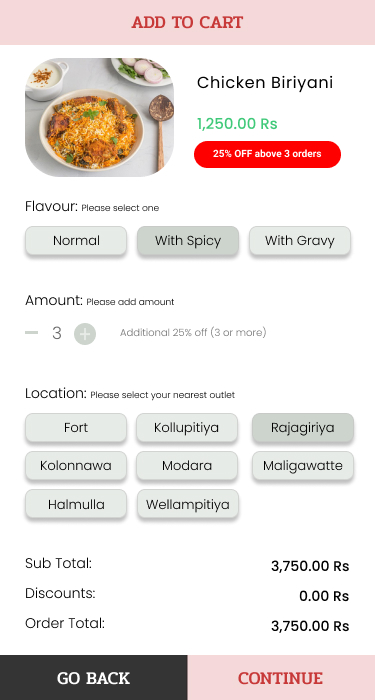 ADD TO CART
Chicken Biriyani
1,250.00 Rs
25% OFF above 3 orders
Flavour: Please select one
Normal With Spicy With Gravy
Amount: Please add amount
3 Additional 25% off (3 or more)
Location: Please select your nearest outlet
Fort Kollupitiya Rajagiriya
Kolonnawa Modara Maligawatte
Halmulla Wellampitiya
Sub Total: 3,750.00 Rs
Discounts: 0.00 Rs
Order Total: 3,750.00 Rs
GO BACK CONTINUE